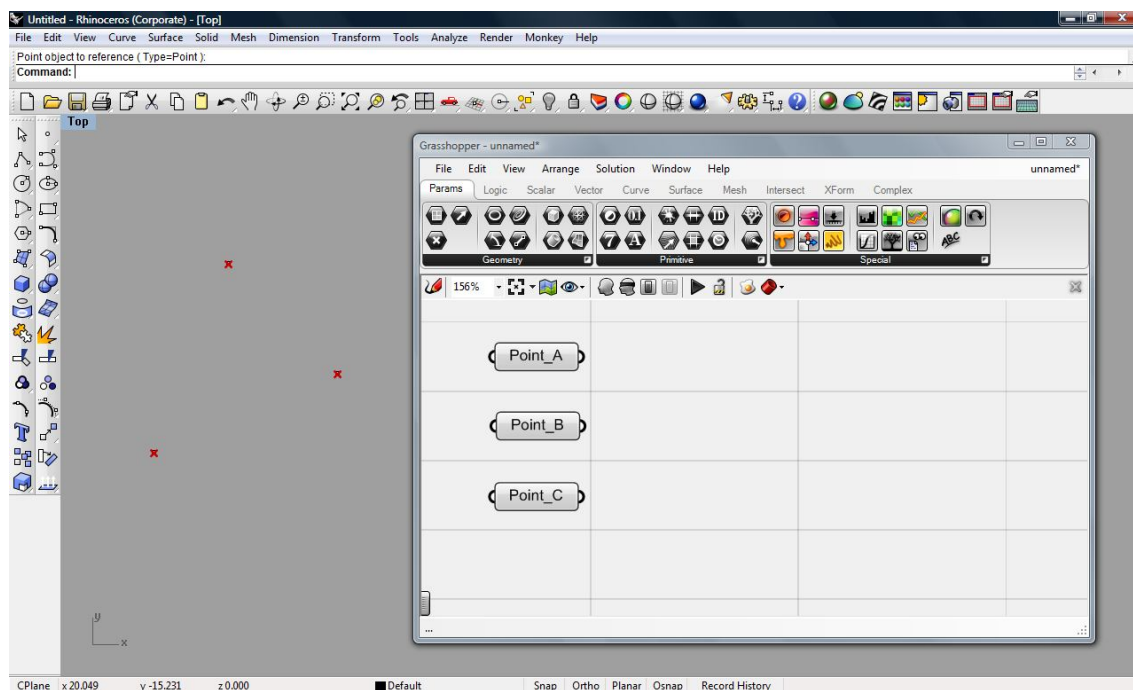 Untitled - Rhinoceros (Corporate) - [Top]
File Edit View Curve Surface Solid Mesh Dimension Transform Tools Analyze Render Monkey Help
Point object to reference ( Type=Point ):
Command:
Top
Grasshopper - unnamed*
File Edit View Arrange Solution Window Help unnamed*
Params Logic Scalar Vector Curve Surface Mesh Intersect XForm Complex
Geometry Primitive Special
156%
Point_A
Point_B
Point_C
...
y
x
CPlane x 20.049 y -15.231 z 0.000 Default Snap Ortho Planar Osnap Record History